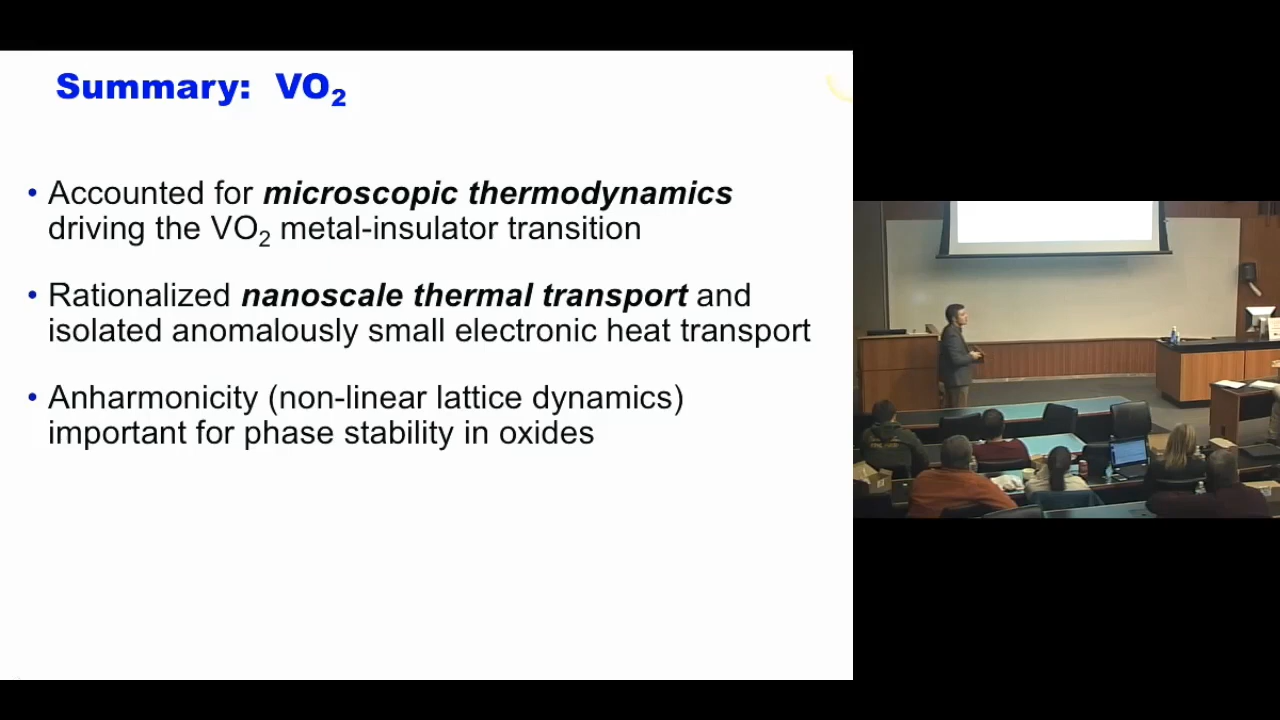 Summary: VO₂
• Accounted for microscopic thermodynamics
driving the VO₂ metal-insulator transition
• Rationalized nanoscale thermal transport and
isolated anomalously small electronic heat transport
• Anharmonicity (non-linear lattice dynamics)
important for phase stability in oxides